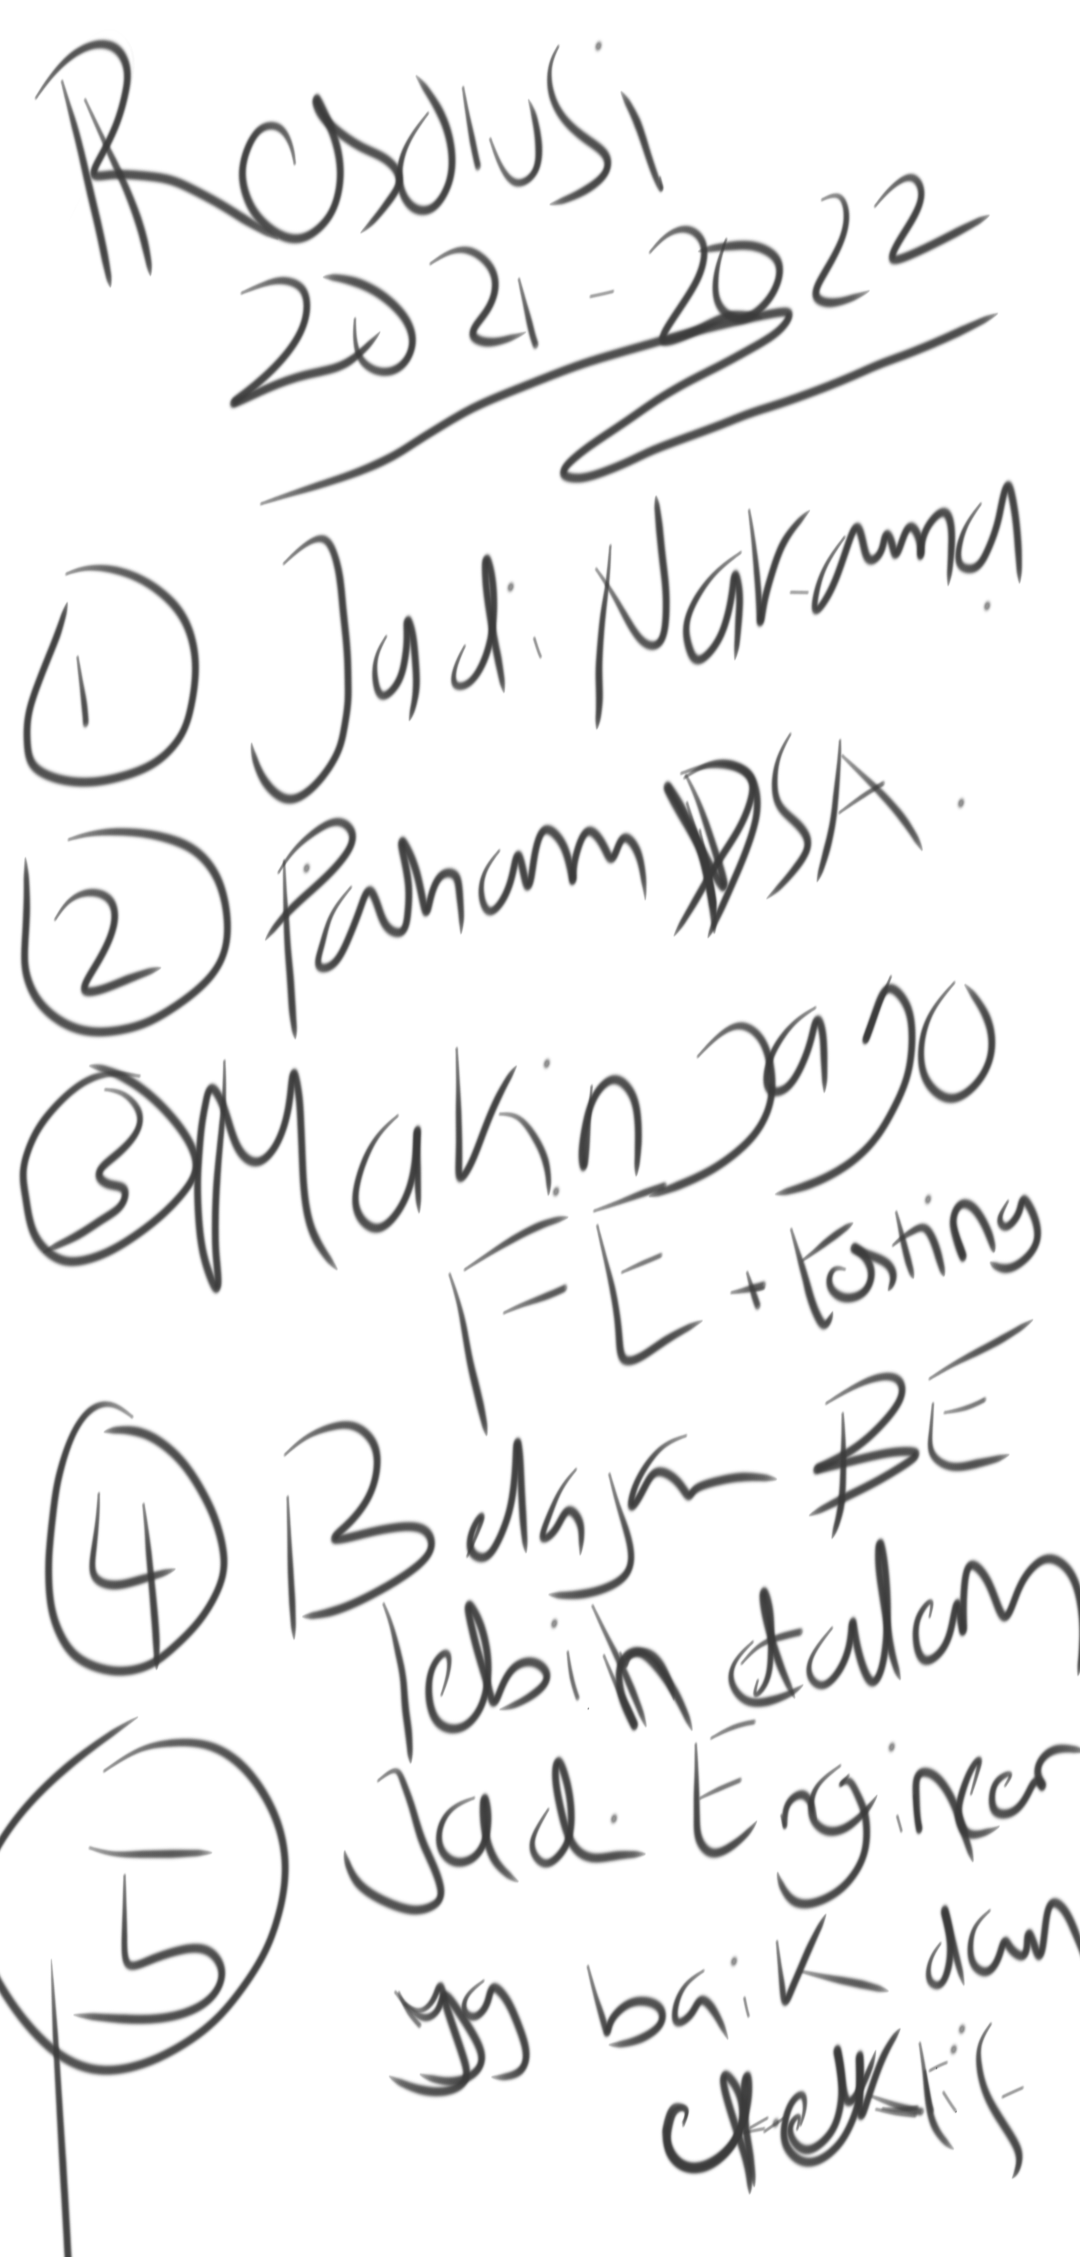 Resolusi
2021-2022
1 Jadi Nakama
2 Paham DSA.
3 Makin Jago
FE + testing
4 Belajar BE
lebih dalam
5 Jadi Engineer
yg baik dan
efektif